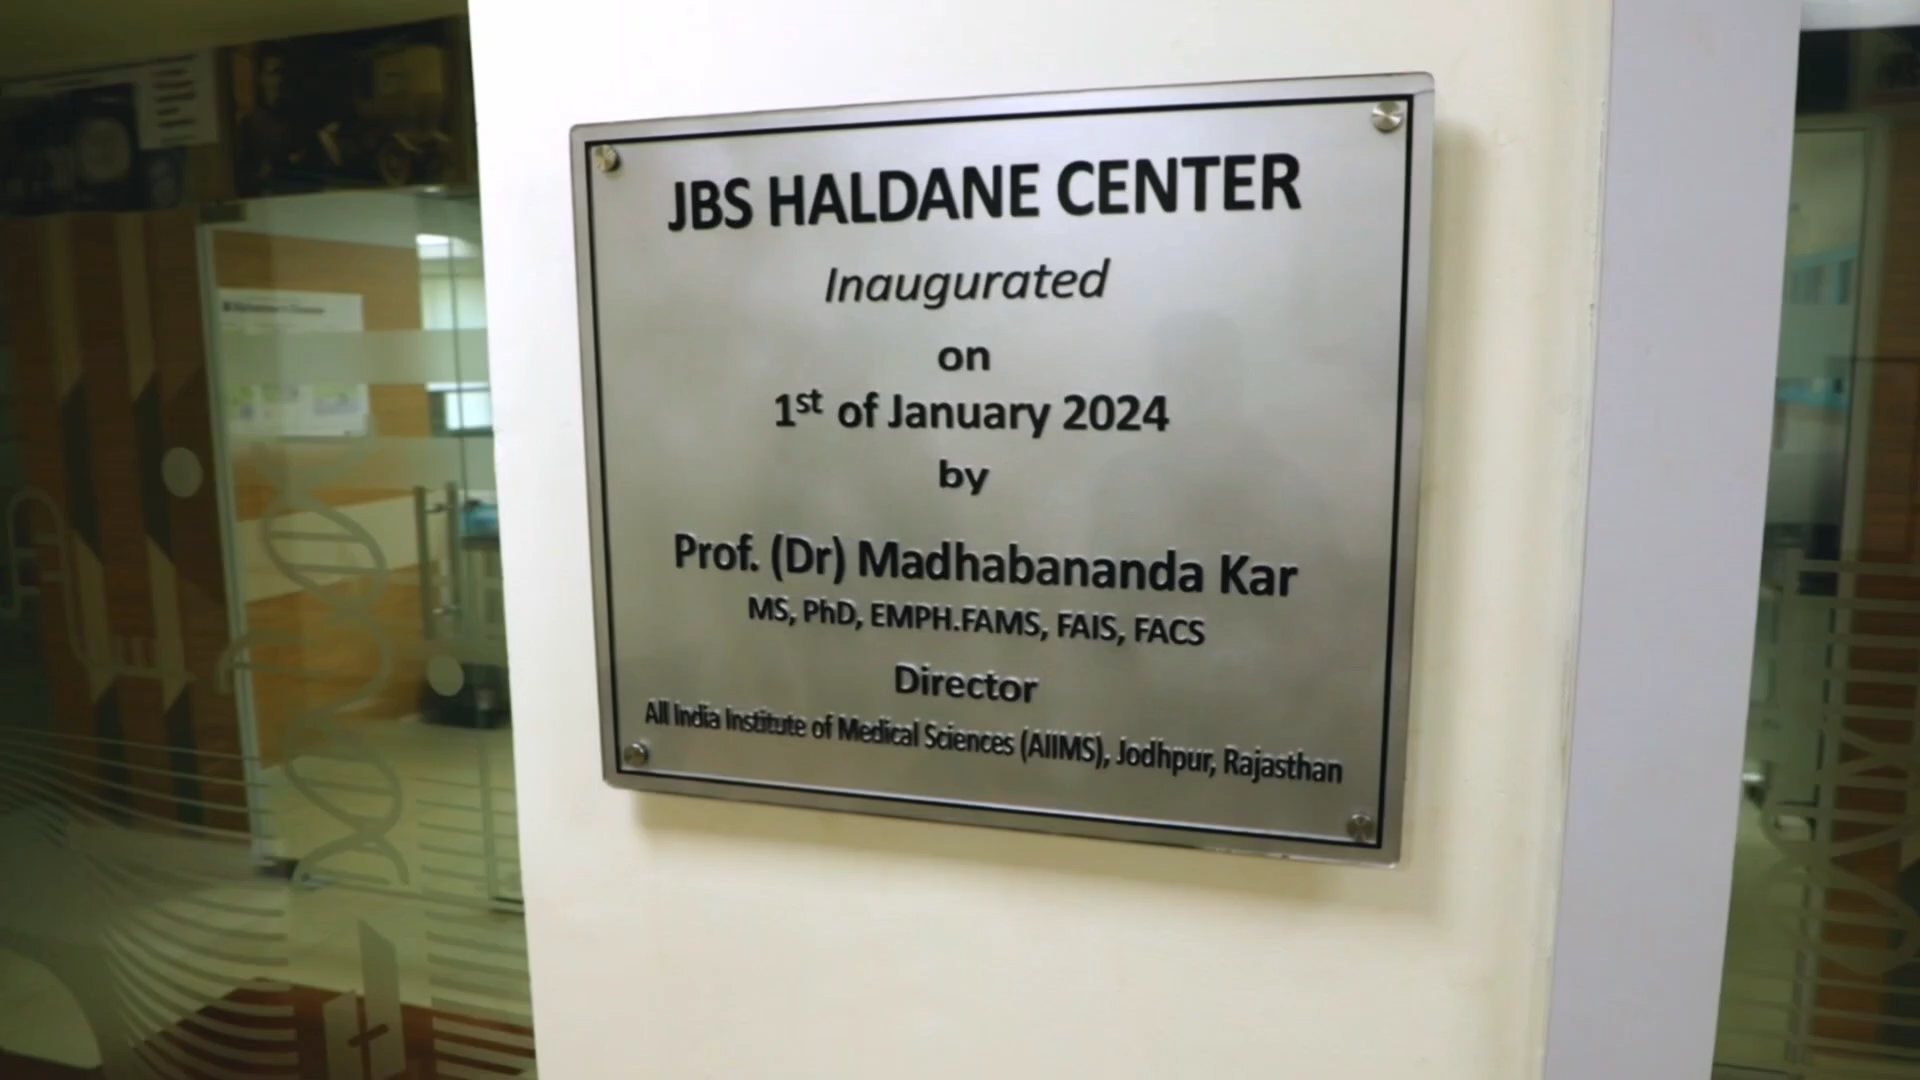 JBS HALDANE CENTER
Inaugurated
on
1st of January 2024
by
Prof. (Dr) Madhabananda Kar
MS, PhD, EMPH.FAMS, FAIS, FACS
Director
All India Institute of Medical Sciences (AIIMS), Jodhpur, Rajasthan